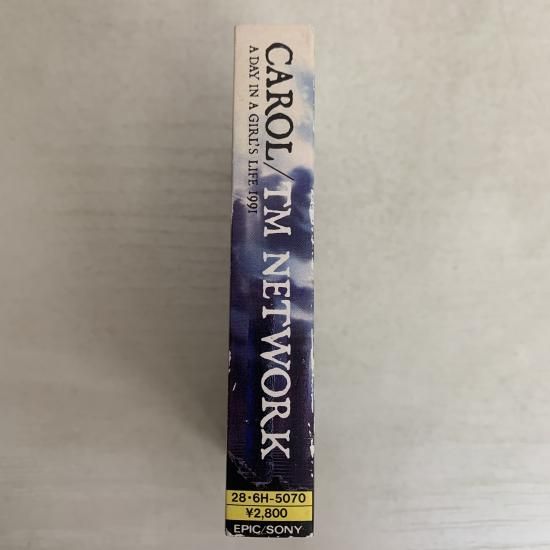 CAROL/TM NETWORK
A DAY IN A GIRL'S LIFE 1991
28・6H-5070
¥2,800
EPIC/SONY